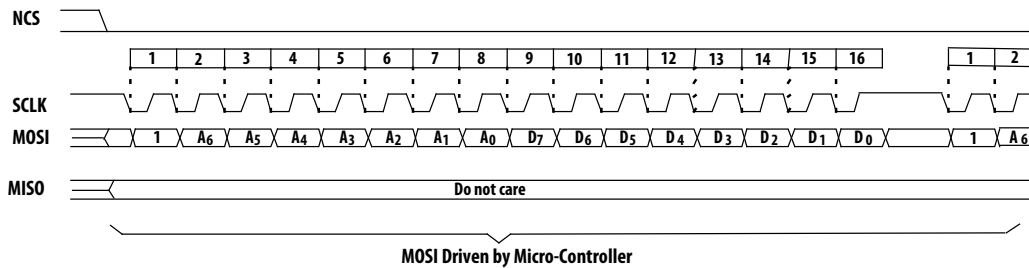 NCS
1 2 3 4 5 6 7 8 9 10 11 12 13 14 15 16 1 2
SCLK
MOSI 1 A6 A5 A4 A3 A2 A1 A0 D7 D6 D5 D4 D3 D2 D1 D0 1 A6
MISO Do not care
MOSI Driven by Micro-Controller